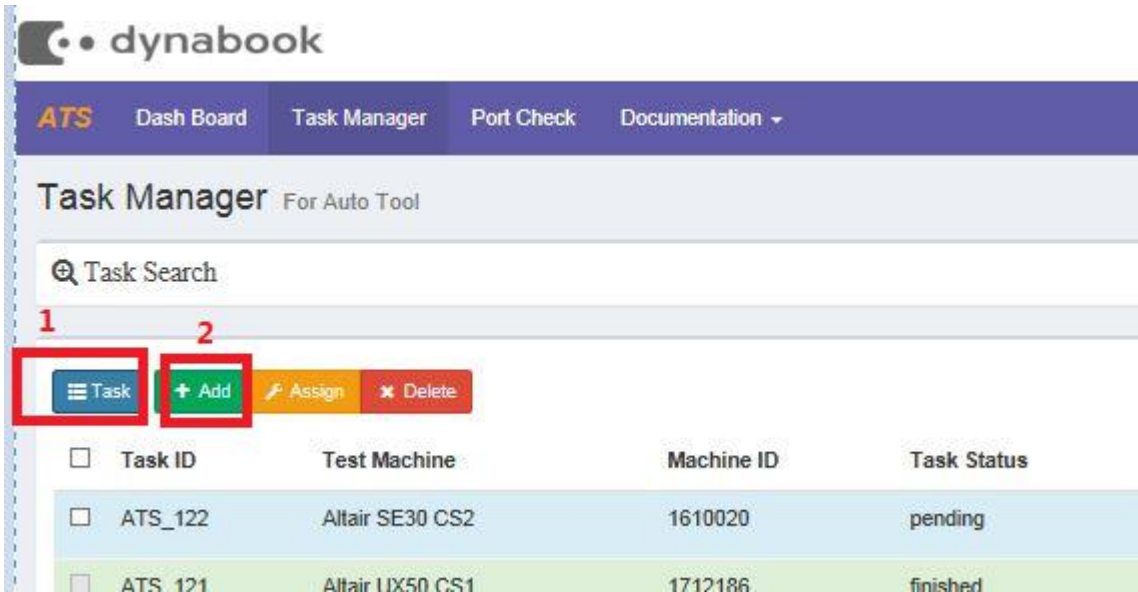 dynabook
ATS Dash Board Task Manager Port Check Documentation
Task Manager For Auto Tool
Task Search
1 2
Task Add Assign Delete
Task ID Test Machine Machine ID Task Status
ATS_122 Altair SE30 CS2 1610020 pending
ATS_121 Altair UX50 CS1 1712186 finished